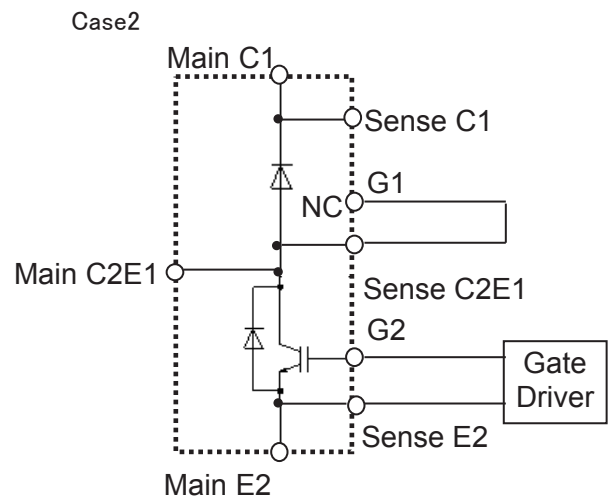 Case2
Main C1
Sense C1
G1
NC
Main C2E1
Sense C2E1
G2
Gate
Driver
Sense E2
Main E2